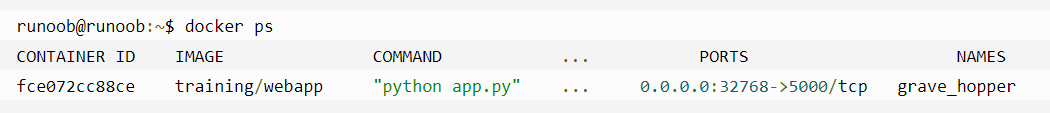 runoob@runoob:~$ docker ps
CONTAINER ID    IMAGE               COMMAND            ...           PORTS                     NAMES
fce072cc88ce    training/webapp     "python app.py"    ...     0.0.0.0:32768->5000/tcp   grave_hopper